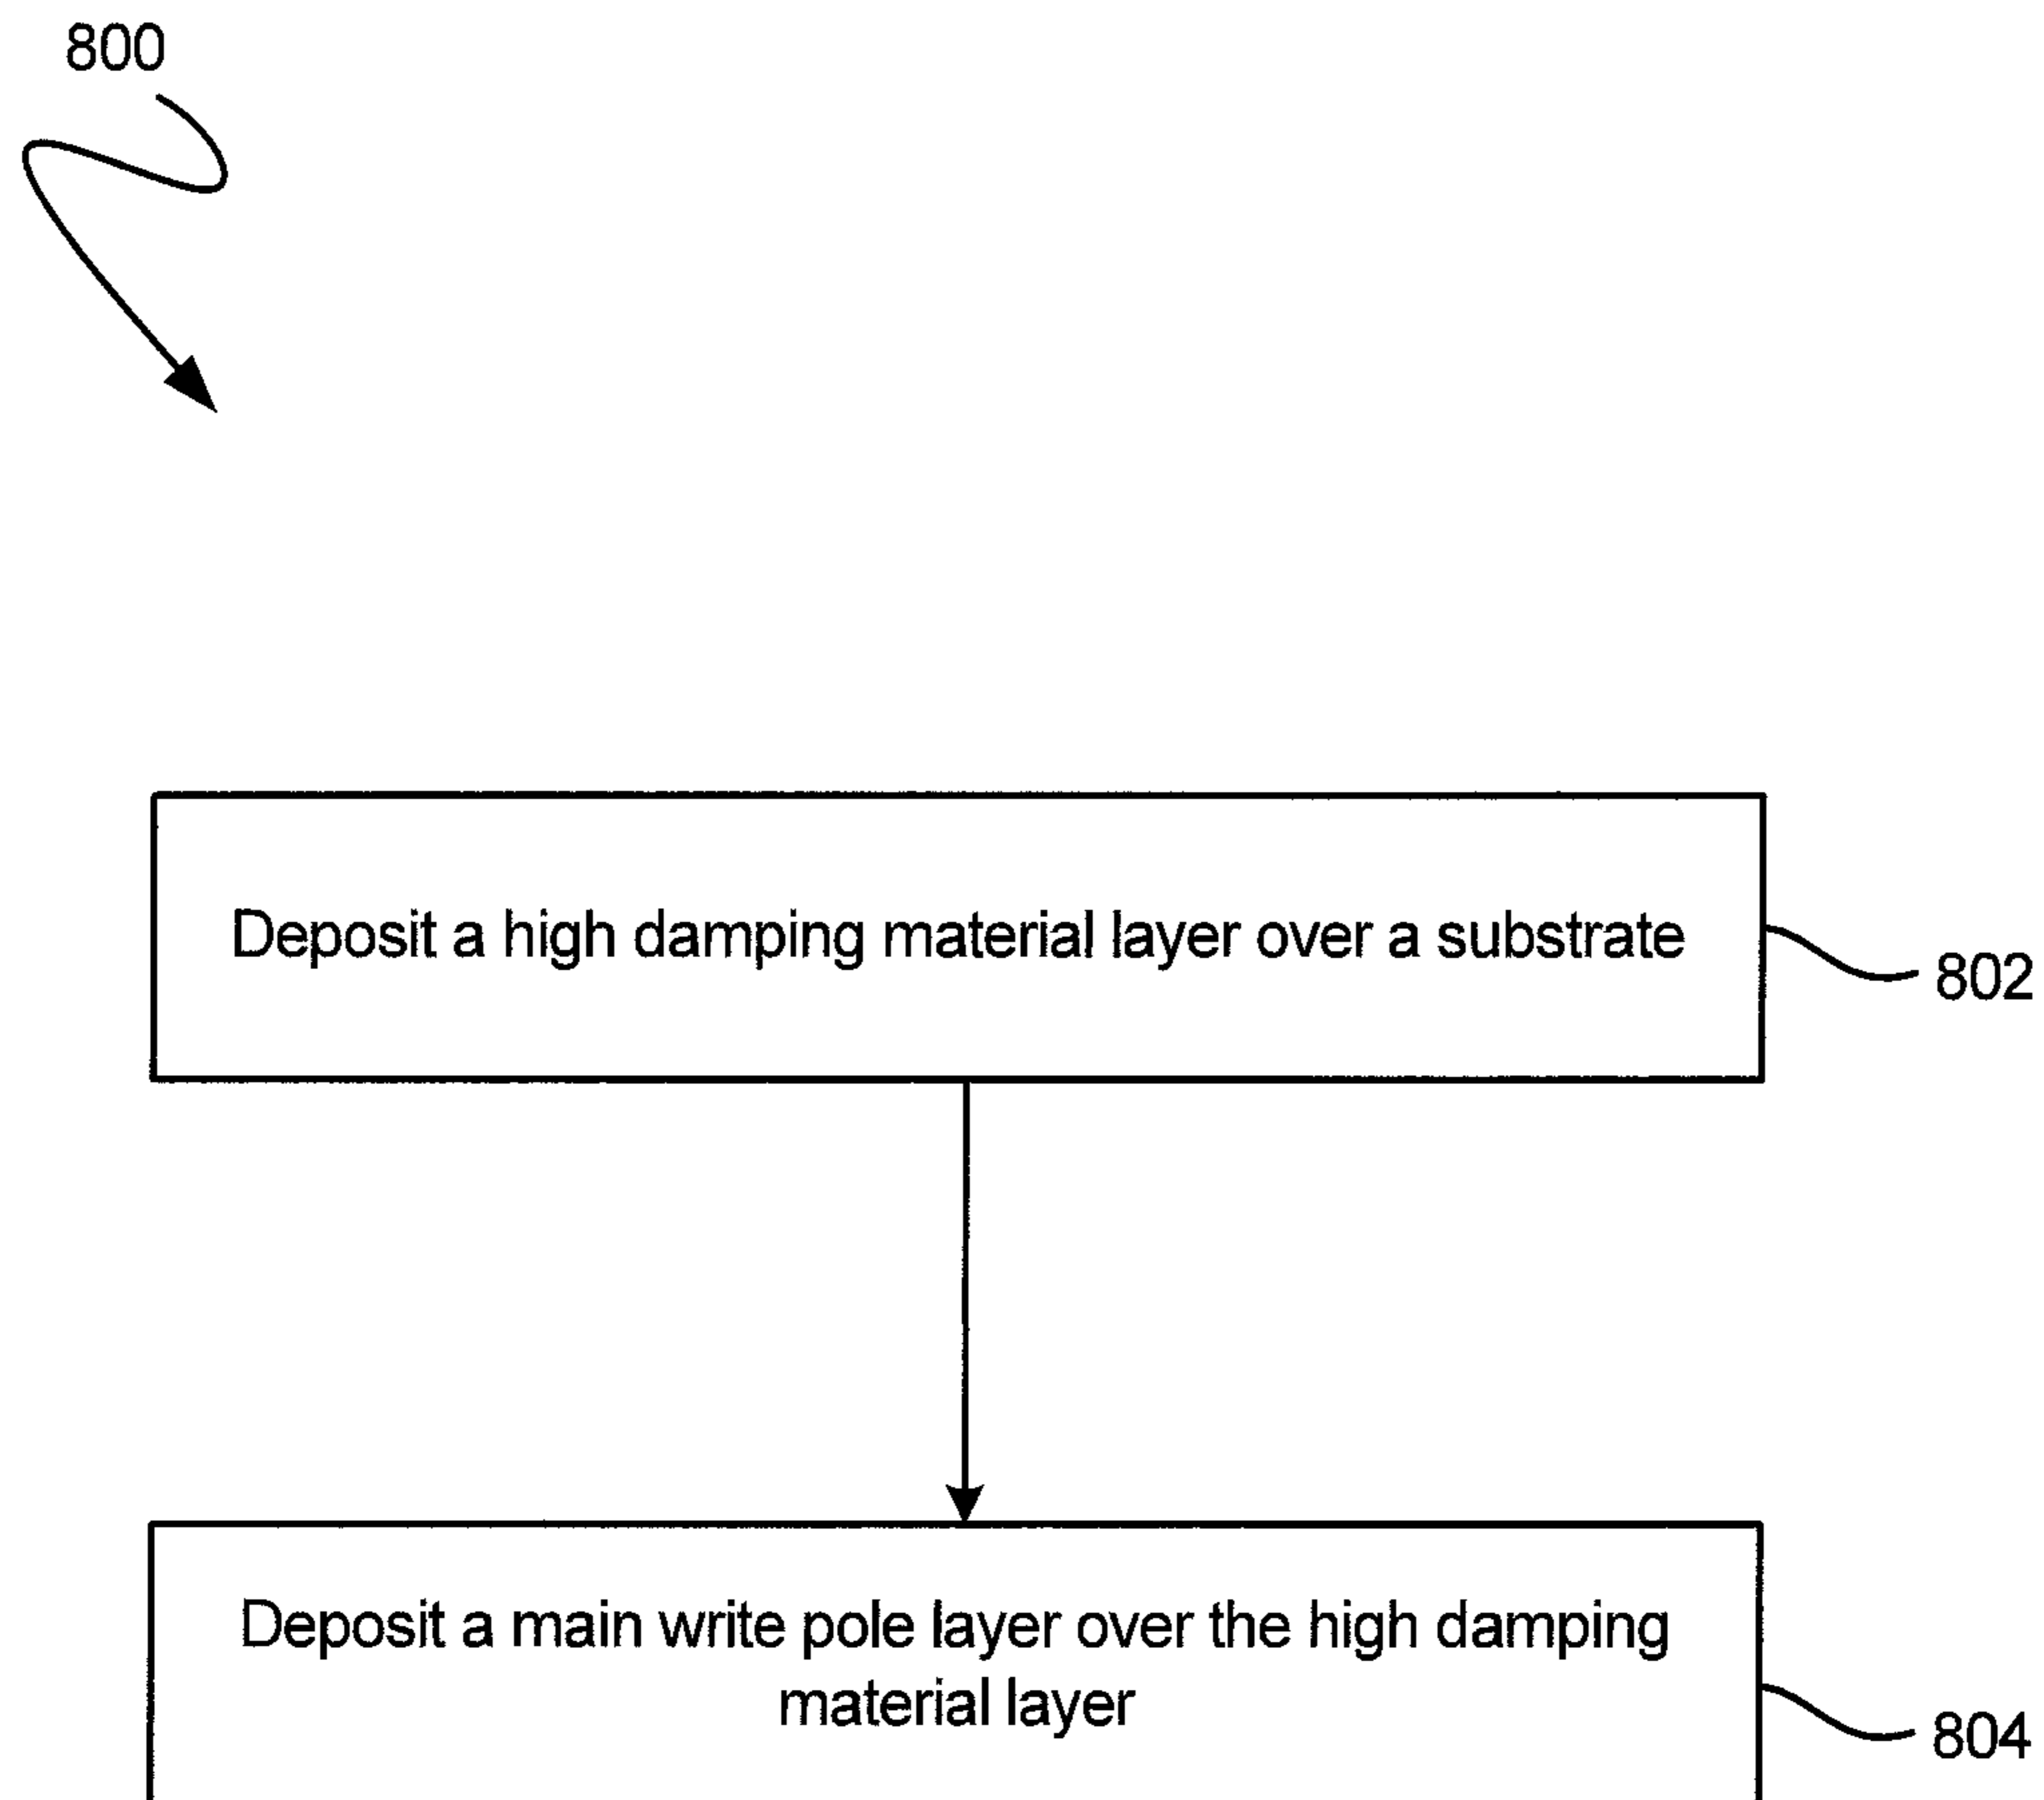 800
Deposit a high damping material layer over a substrate
802
Deposit a main write pole layer over the high damping
material layer
804